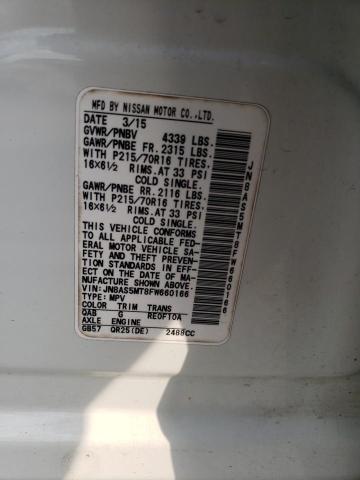 MFD BY NISSAN MOTOR CO.,LTD.
DATE 3/15
GVWR/PNBV 4339 LBS.
GAWR/PNBE FR. 2315 LBS.
WITH P215/70R16 TIRES.
16X6½ RIMS.AT 33 PSI
COLD SINGLE.
GAWR/PNBE RR. 2116 LBS.
WITH P215/70R16 TIRES.
16X6½ RIMS.AT 33 PSI
COLD SINGLE.
THIS VEHICLE CONFORMS
TO ALL APPLICABLE FED-
ERAL MOTOR VEHICLE SA-
FETY AND THEFT PREVEN-
TION STANDARDS IN EFF-
ECT ON THE DATE OF MA-
NUFACTURE SHOWN ABOVE.
VIN: JN8AS5MT8FW660166
TYPE: MPV
COLOR TRIM TRANS
QAB G RE0F10A
AXLE ENGINE
GB57 QR25(DE) 2488CC
JN8AS5MT8FW660166